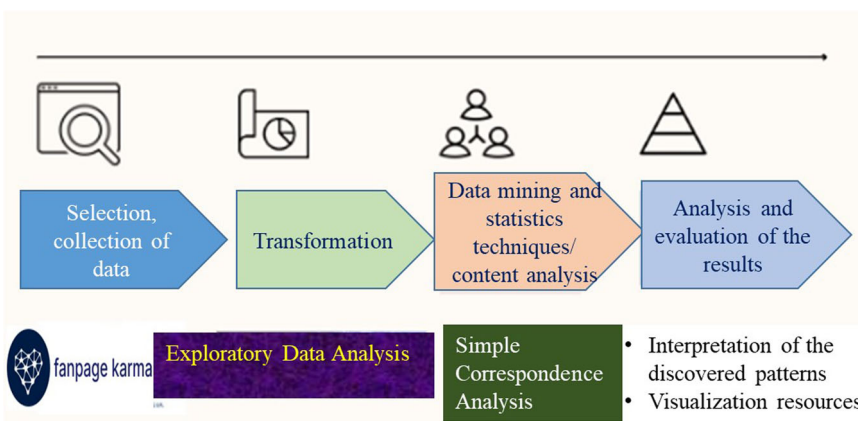 Selection,
collection of
data
Transformation
Data mining and
statistics
techniques/
content analysis
Analysis and
evaluation of the
results
fanpage karma
Exploratory Data Analysis
Simple
Correspondence
Analysis
• Interpretation of the
discovered patterns
• Visualization resources